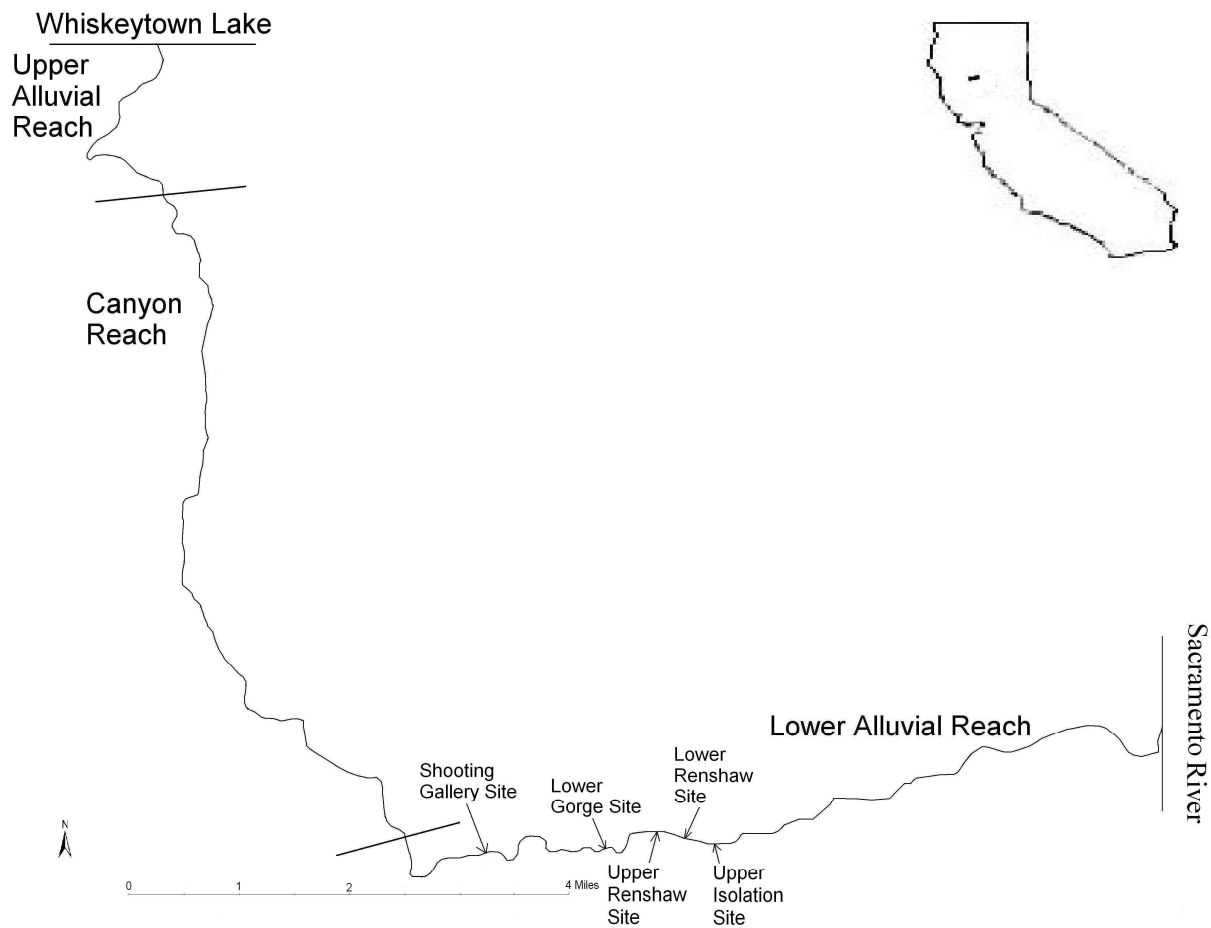 Whiskeytown Lake
Upper
Alluvial
Reach
Canyon
Reach
Sacramento River
Lower Alluvial Reach
Shooting
Gallery Site
Lower
Gorge Site
Lower
Renshaw
Site
Upper
Renshaw
Site
Upper
Isolation
Site
N
0 1 2 4 Miles